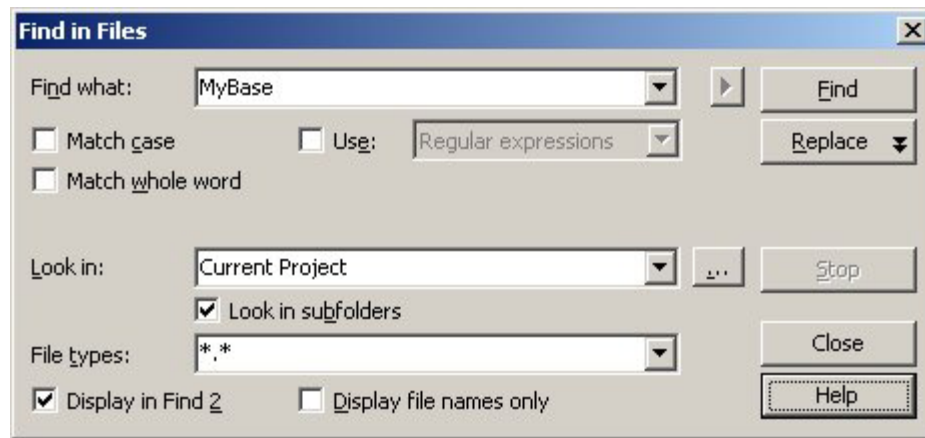 Find in Files
Find what: MyBase Find
Match case Use: Regular expressions Replace
Match whole word
Look in: Current Project ... Stop
Look in subfolders
File types: *.* Close
Display in Find 2 Display file names only Help